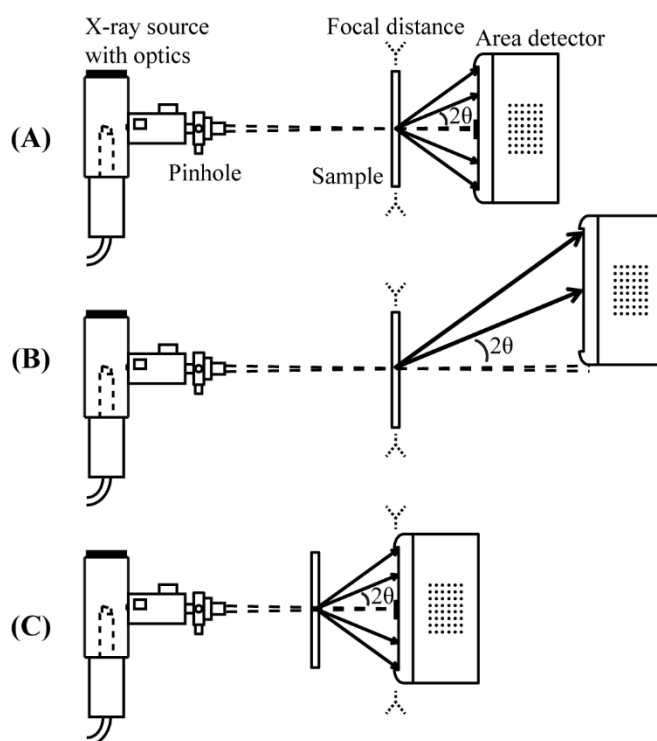 X-ray source
with optics
Focal distance
Area detector
(A)
2θ
Pinhole
Sample
(B)
2θ
(C)
2θ